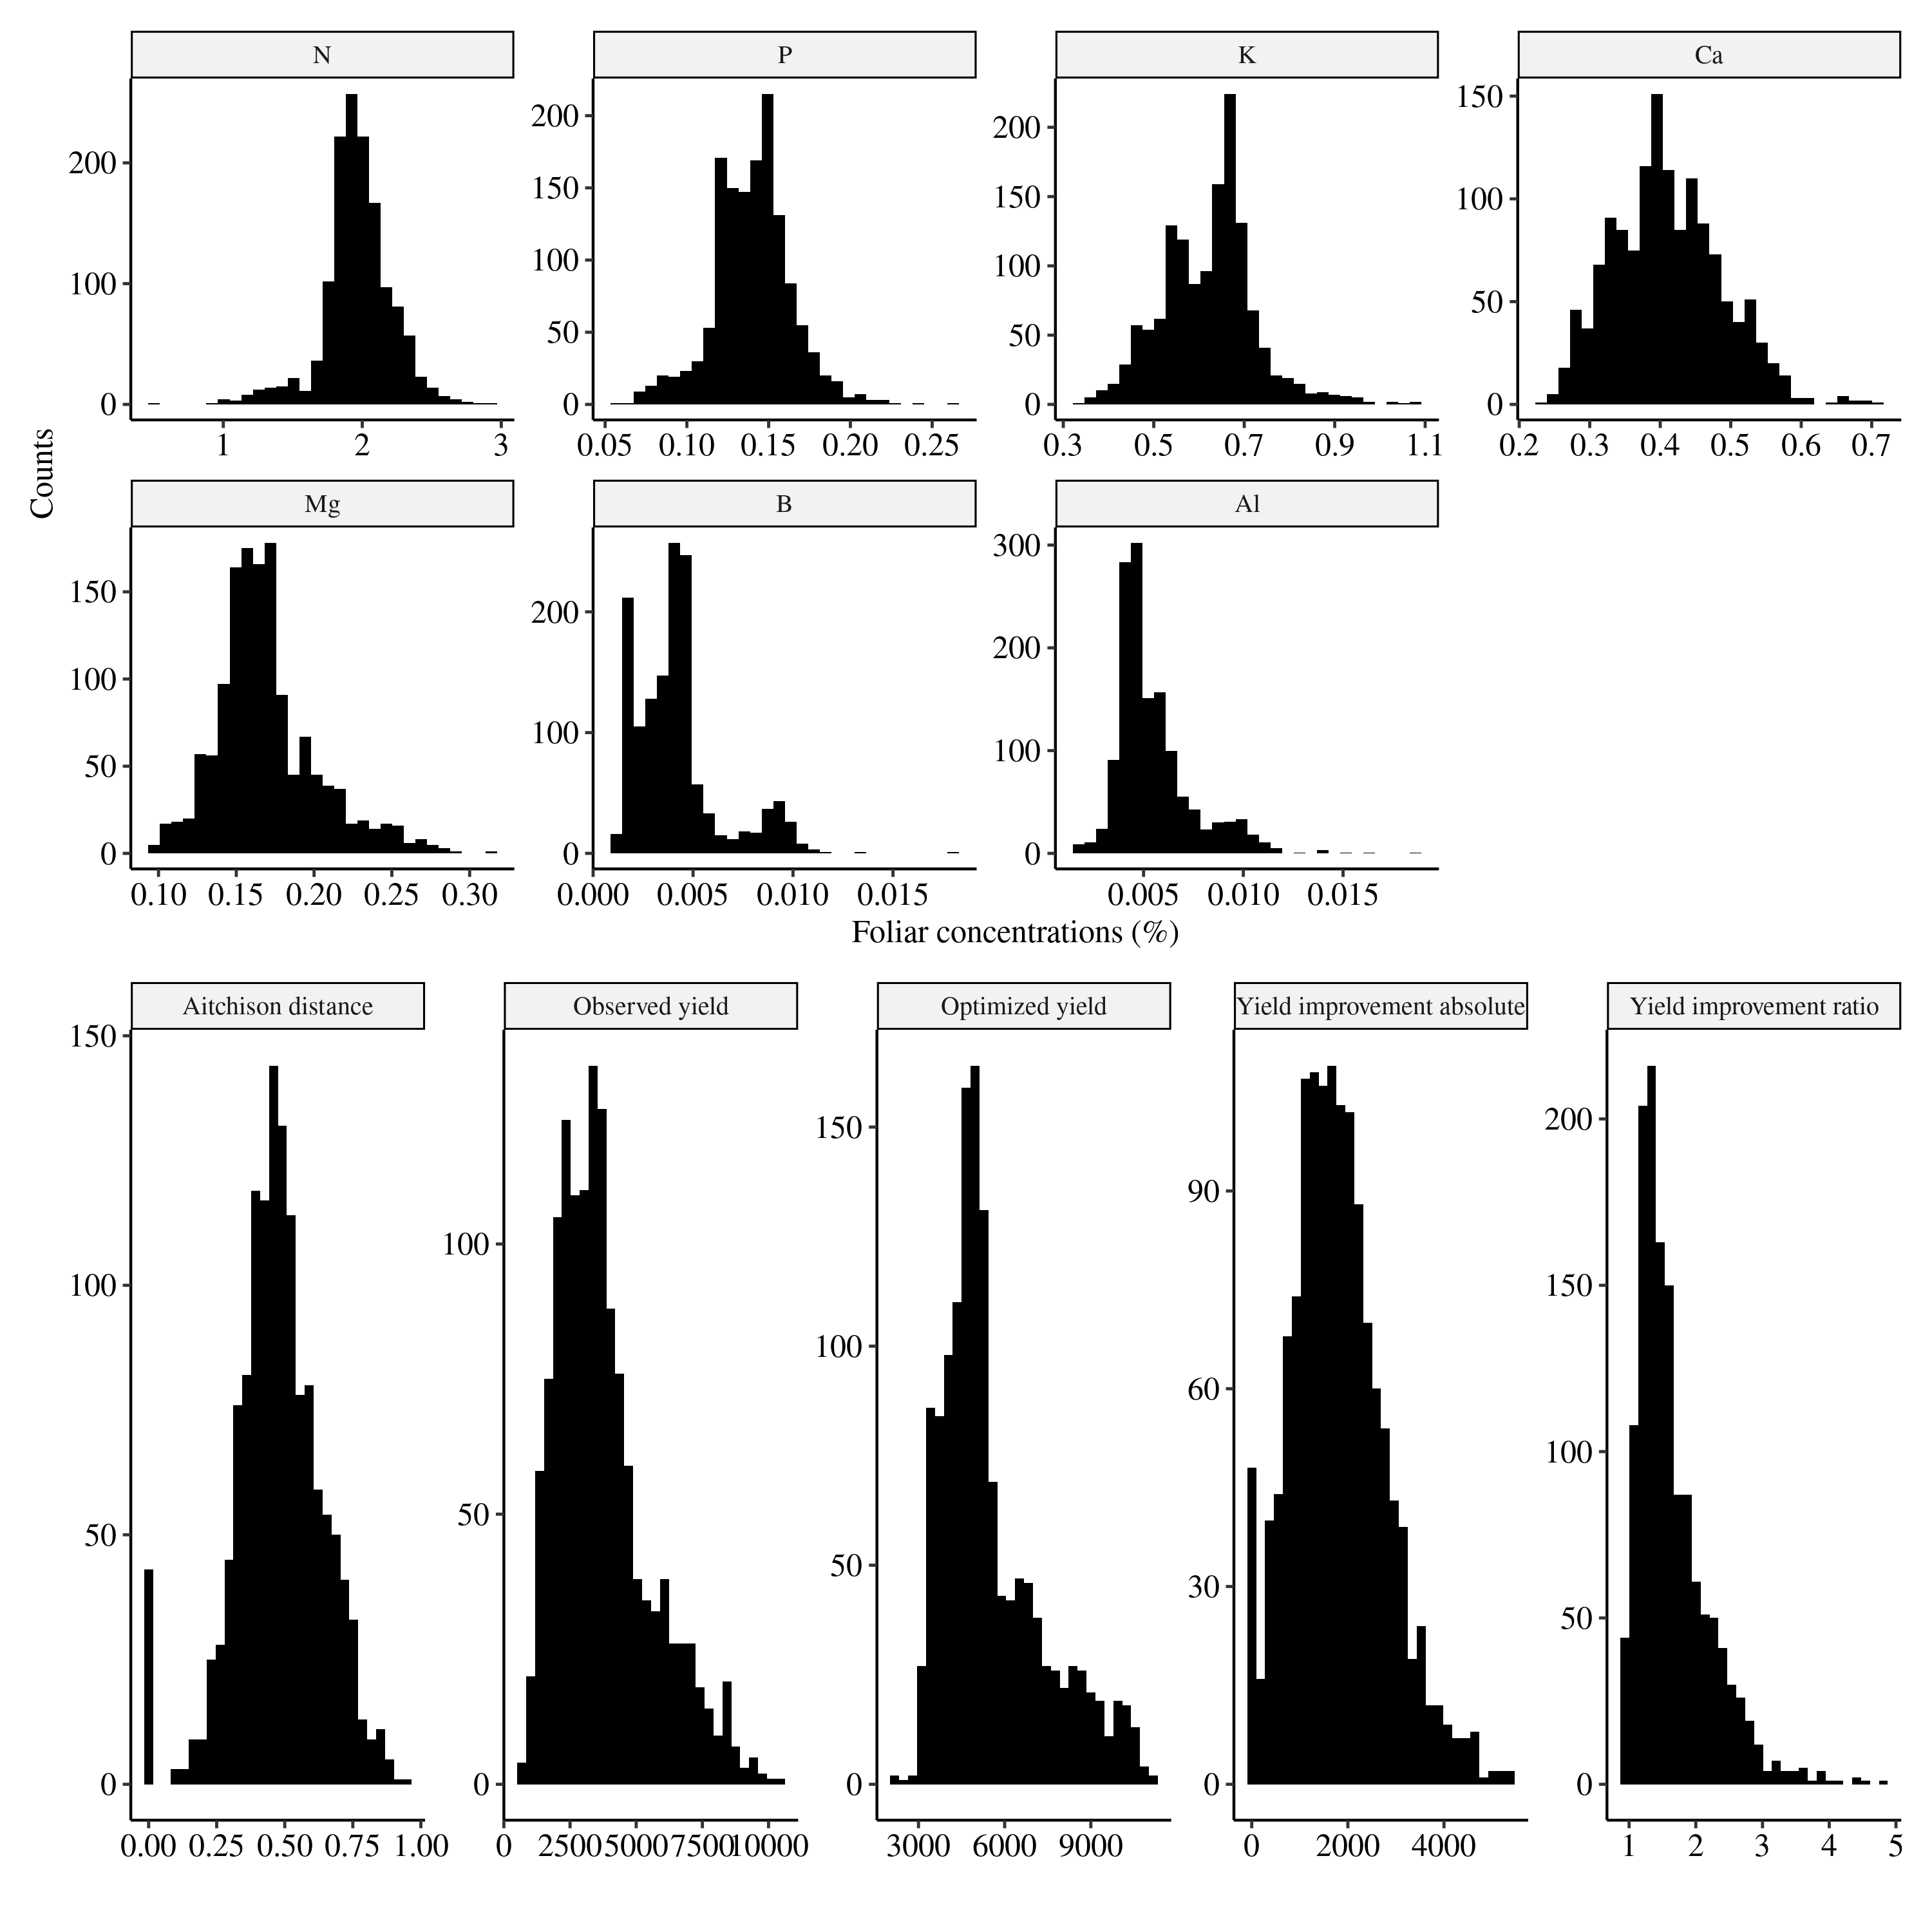 N P K Ca
200
100
0
1 2 3
200
150
100
50
0
0.05 0.10 0.15 0.20 0.25
200
150
100
50
0
0.3 0.5 0.7 0.9 1.1
150
100
50
0
0.2 0.3 0.4 0.5 0.6 0.7
Counts
Mg B Al
150
100
50
0
0.10 0.15 0.20 0.25 0.30
200
100
0
0.000 0.005 0.010 0.015
300
200
100
0
0.005 0.010 0.015
Foliar concentrations (%)
Aitchison distance Observed yield Optimized yield Yield improvement absolute Yield improvement ratio
150
100
50
0
0.00 0.25 0.50 0.75 1.00
100
50
0
0 2500 5000 7500 10000
150
100
50
0
3000 6000 9000
90
60
30
0
0 2000 4000
200
150
100
50
0
1 2 3 4 5